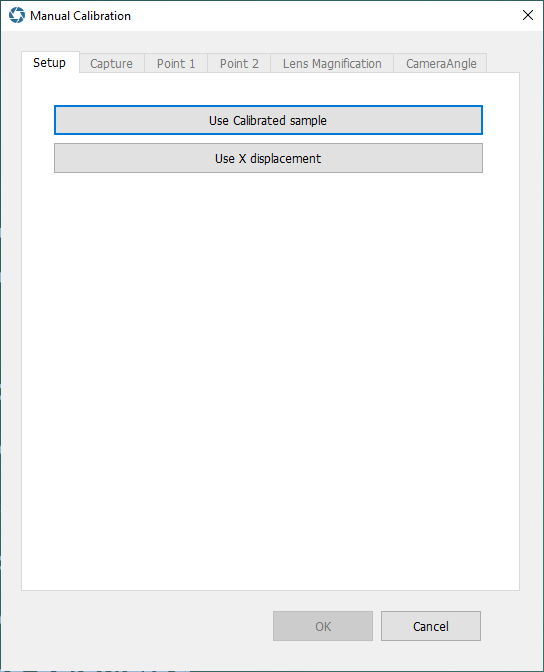 Manual Calibration
Setup Capture Point 1 Point 2 Lens Magnification CameraAngle
Use Calibrated sample
Use X displacement
OK Cancel